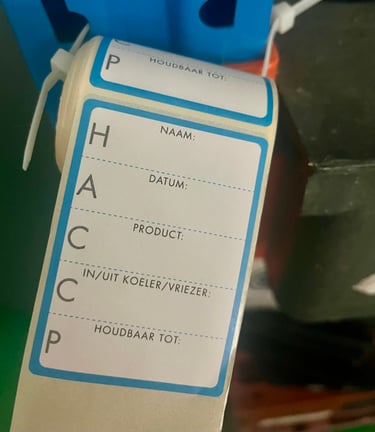 P HOUDBAAR TOT:
H NAAM:
A DATUM:
C PRODUCT:
C IN/UIT KOELER/VRIEZER:
P HOUDBAAR TOT: